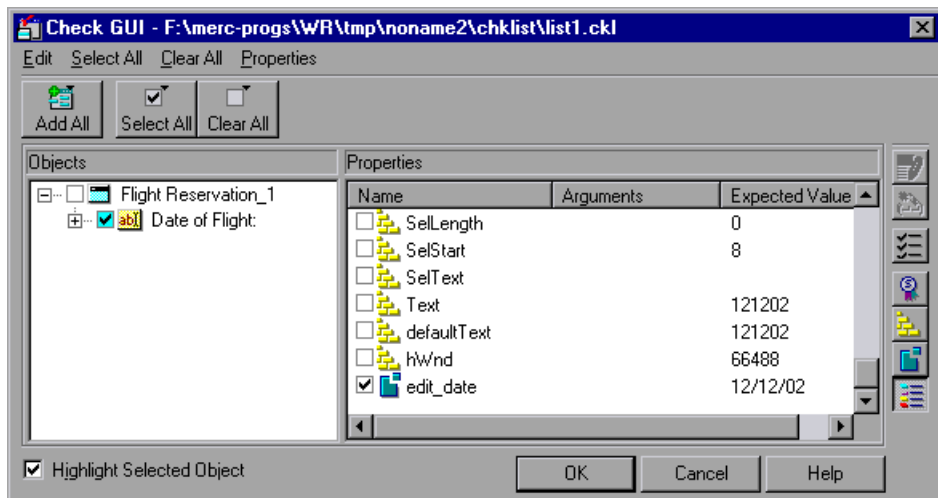 Check GUI - F:\merc-progs\WR\tmp\noname2\chklist\list1.ckl
Edit Select All Clear All Properties
Add All Select All Clear All
Objects Properties
Flight Reservation_1
ab Date of Flight:
Name Arguments Expected Value
SelLength 0
SelStart 8
SelText
Text 121202
defaultText 121202
hWnd 66488
edit_date 12/12/02
Highlight Selected Object OK Cancel Help